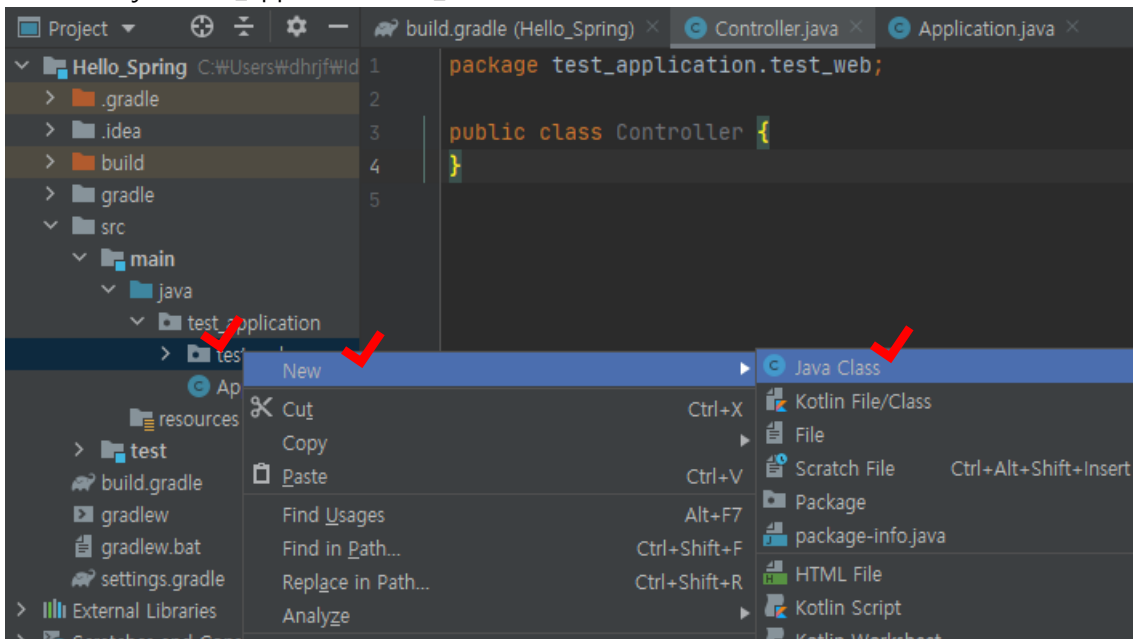 Project
build.gradle (Hello_Spring)
Controller.java
Application.java
Hello_Spring C:₩Users₩dhrjf₩Id
.gradle
.idea
build
gradle
src
main
java
test_application
Ap
resources
test
build.gradle
gradlew
gradlew.bat
settings.gradle
External Libraries
1 package test_application.test_web;
2
3 public class Controller {
4 }
5
New
Cut Ctrl+X
Copy
Paste Ctrl+V
Find Usages Alt+F7
Find in Path... Ctrl+Shift+F
Replace in Path... Ctrl+Shift+R
Analyze
Java Class
Kotlin File/Class
File
Scratch File Ctrl+Alt+Shift+Insert
Package
package-info.java
HTML File
Kotlin Script